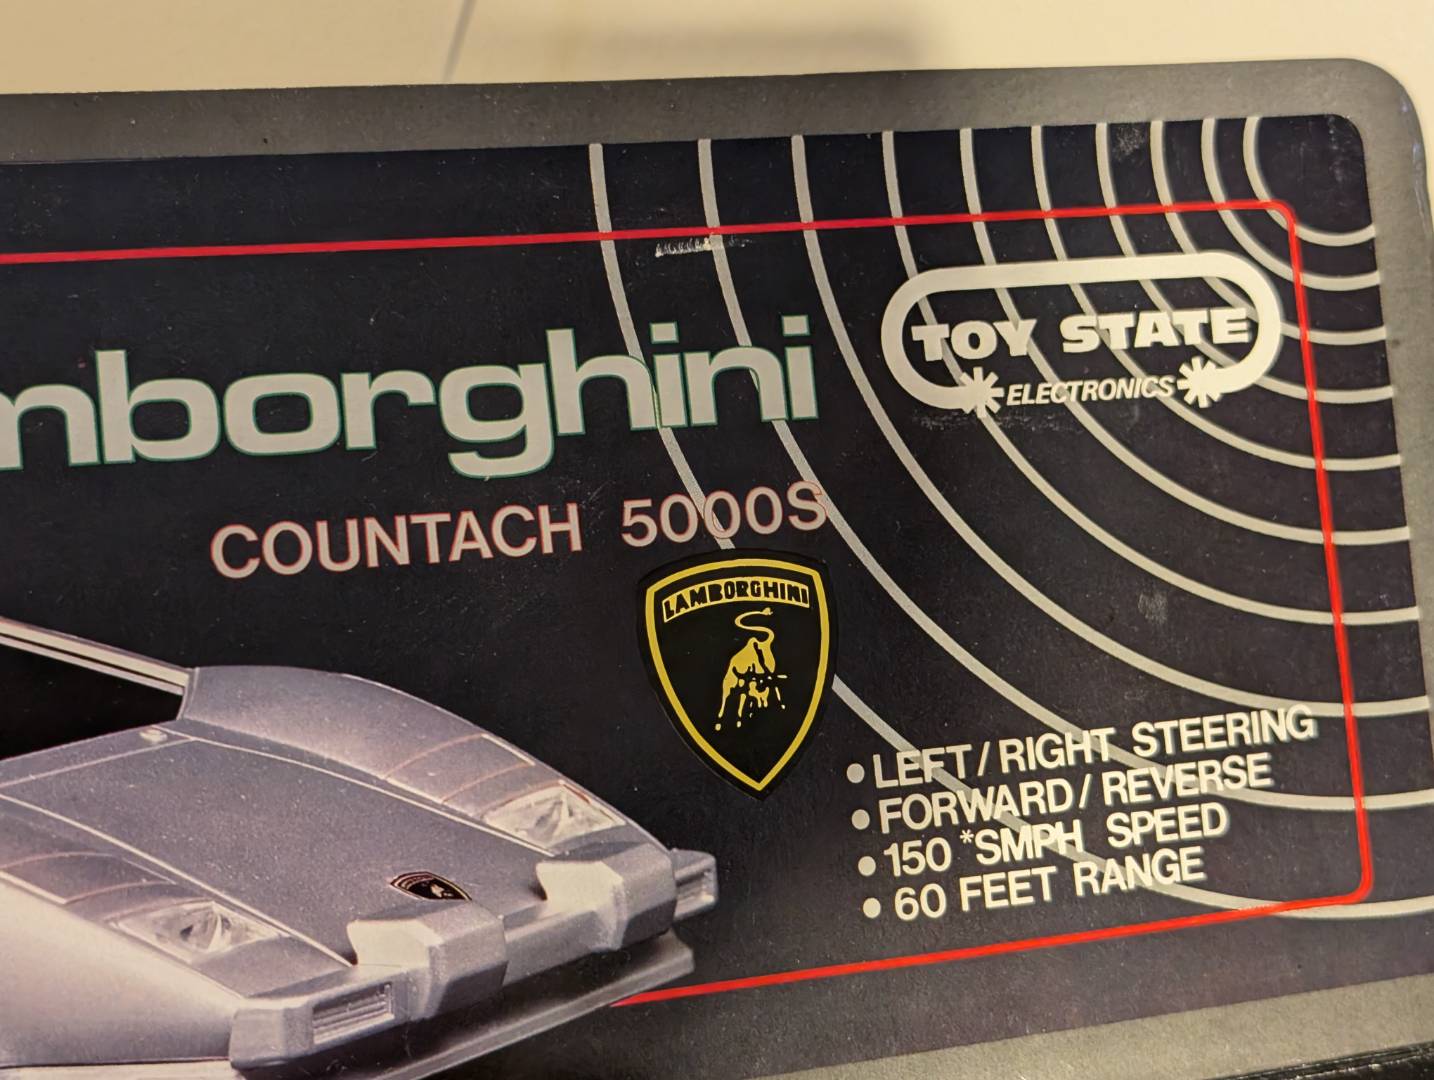 TOY STATE
ELECTRONICS
mborghini
COUNTACH 5000S
LAMBORGHINI
• LEFT/RIGHT STEERING
• FORWARD/REVERSE
• 150 *SMPH SPEED
• 60 FEET RANGE